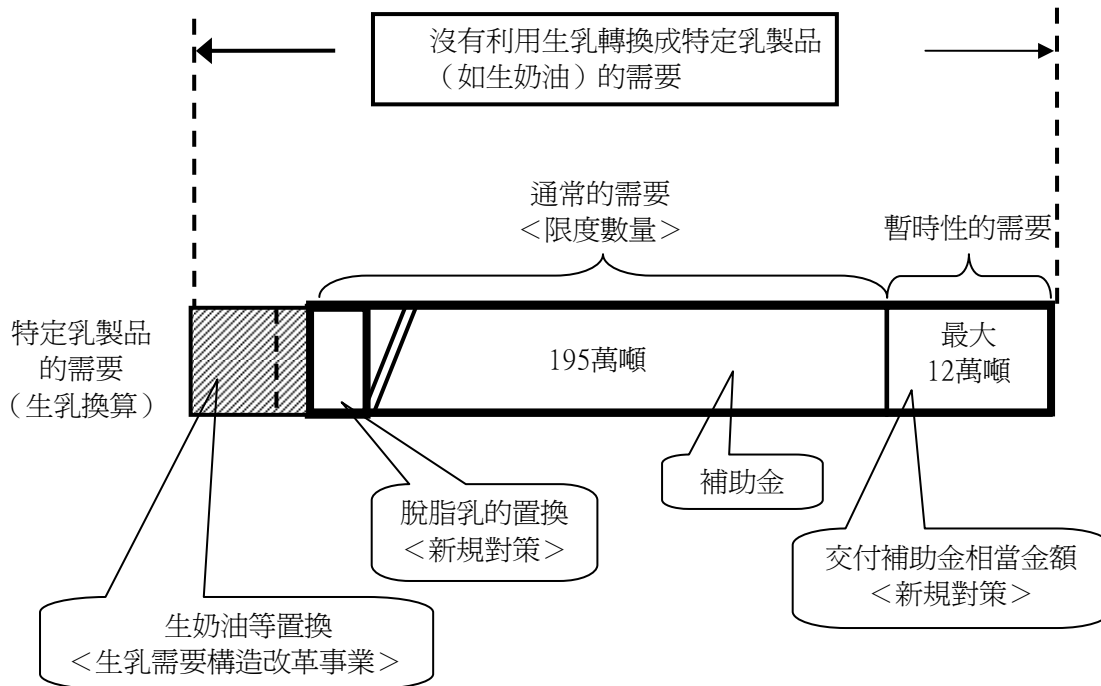 沒有利用生乳轉換成特定乳製品
（如生奶油）的需要
通常的需要
＜限度數量＞
暫時性的需要
特定乳製品
的需要
（生乳換算）
195萬噸
最大
12萬噸
脫脂乳的置換
＜新規對策＞
補助金
交付補助金相當金額
＜新規對策＞
生奶油等置換
＜生乳需要構造改革事業＞